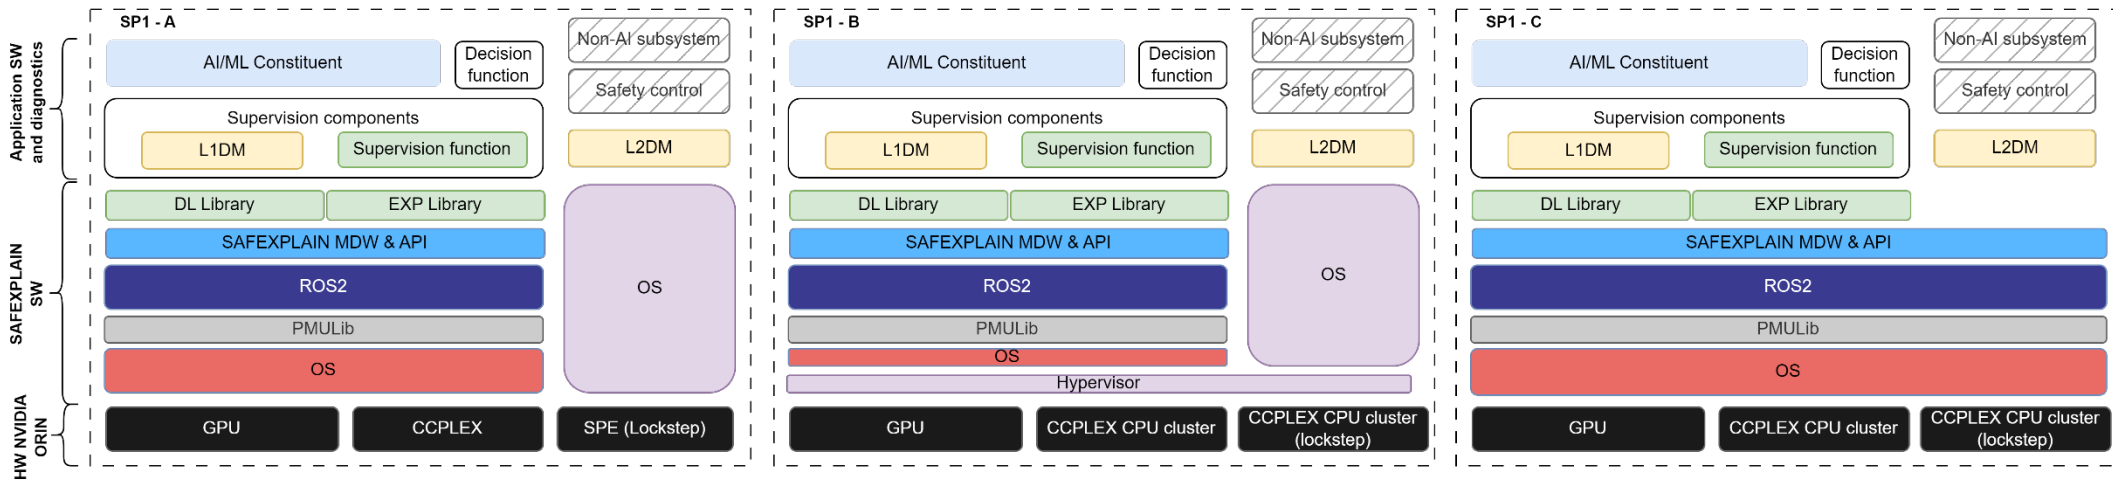 Application SW
and diagnostics
SAFEXPLAIN
SW
HW NVIDIA
ORIN
SP1 - A
AI/ML Constituent
Decision
function
Non-AI subsystem
Safety control
Supervision components
L1DM
Supervision function
L2DM
DL Library
EXP Library
SAFEXPLAIN MDW & API
ROS2
PMULib
OS
OS
GPU
CCPLEX
SPE (Lockstep)
SP1 - B
AI/ML Constituent
Decision
function
Non-AI subsystem
Safety control
Supervision components
L1DM
Supervision function
L2DM
DL Library
EXP Library
SAFEXPLAIN MDW & API
ROS2
PMULib
OS
OS
Hypervisor
GPU
CCPLEX CPU cluster
CCPLEX CPU cluster
(lockstep)
SP1 - C
AI/ML Constituent
Decision
function
Non-AI subsystem
Safety control
Supervision components
L1DM
Supervision function
L2DM
DL Library
EXP Library
SAFEXPLAIN MDW & API
ROS2
PMULib
OS
GPU
CCPLEX CPU cluster
CCPLEX CPU cluster
(lockstep)